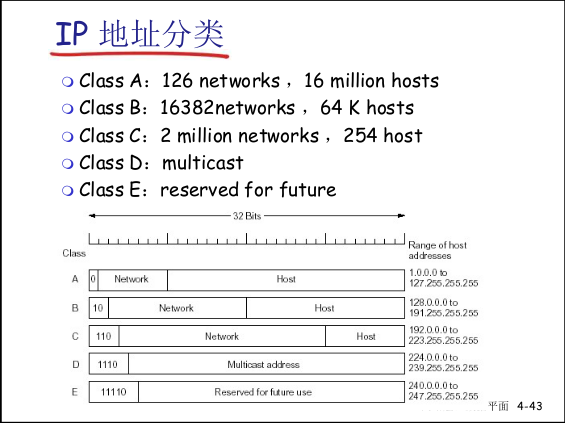 IP 地址分类
Class A：126 networks ，16 million hosts
Class B：16382networks ，64 K hosts
Class C：2 million networks ，254 host
Class D：multicast
Class E：reserved for future
32 Bits
Class
Range of host
addresses
A 0 Network Host 1.0.0.0 to
127.255.255.255
B 10 Network Host 128.0.0.0 to
191.255.255.255
C 110 Network Host 192.0.0.0 to
223.255.255.255
D 1110 Multicast address 224.0.0.0 to
239.255.255.255
E 11110 Reserved for future use 240.0.0.0 to
247.255.255.255
平面 4-43